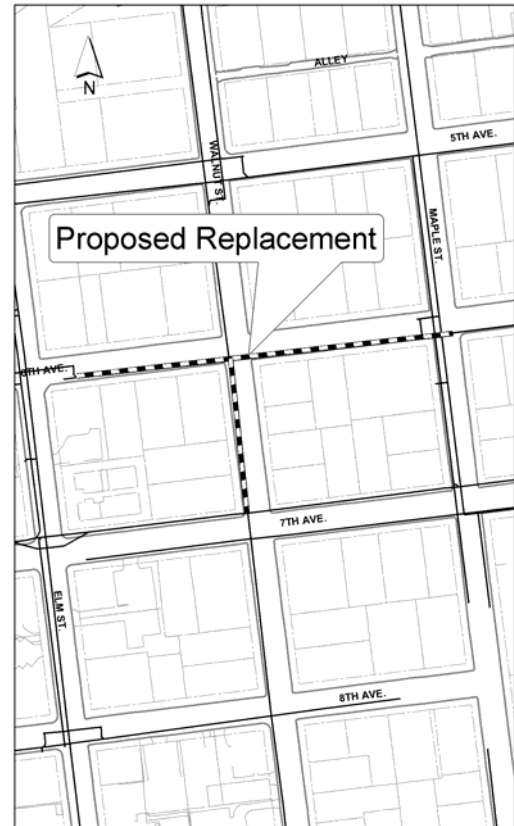 N
ALLEY
5TH AVE.
WALNUT ST.
MAPLE ST.
Proposed Replacement
6TH AVE.
7TH AVE.
ELM ST.
8TH AVE.